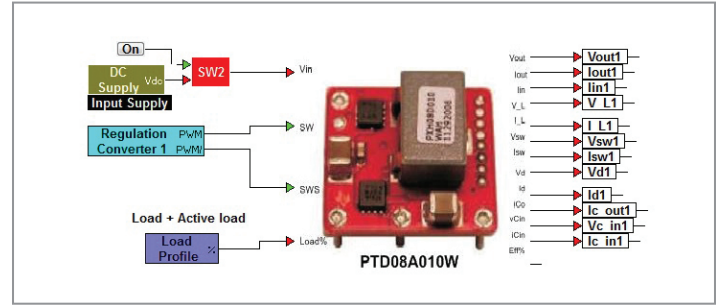 On
DC Supply Vdc
Input Supply
SW2
Vin
Regulation Converter 1
PWM
PWM/
SW
SWS
Load + Active load
Load Profile %
Load%
PTD08A010W
Vout Vout1
Iout Iout1
Iin Iin1
V_L V_L1
I_L I_L1
Vsw Vsw1
Isw Isw1
Vd Vd1
Id Id1
iCo Ic_out1
vCin Vc_in1
iCin Ic_in1
Eff%